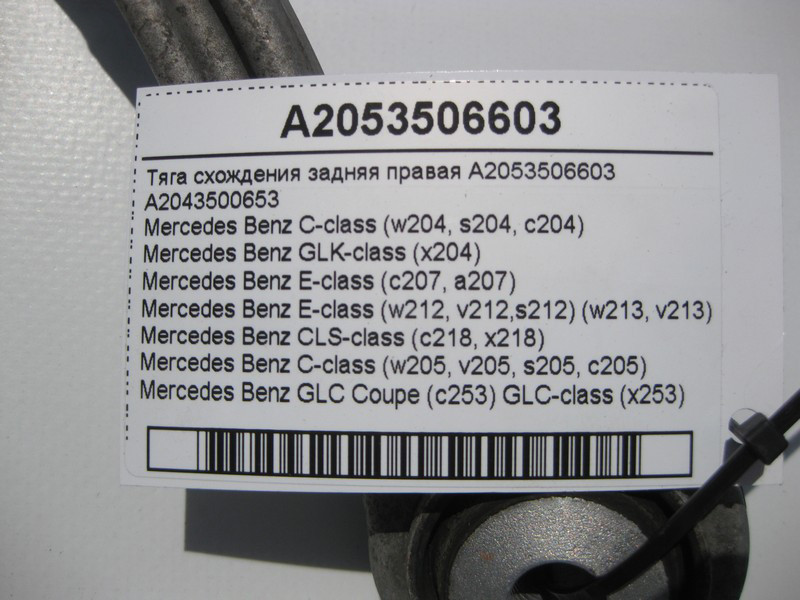 A2053506603
Тяга схождения задняя правая A2053506603
A2043500653
Mercedes Benz C-class (w204, s204, c204)
Mercedes Benz GLK-class (x204)
Mercedes Benz E-class (c207, a207)
Mercedes Benz E-class (w212, v212,s212) (w213, v213)
Mercedes Benz CLS-class (c218, x218)
Mercedes Benz C-class (w205, v205, s205, c205)
Mercedes Benz GLC Coupe (c253) GLC-class (x253)